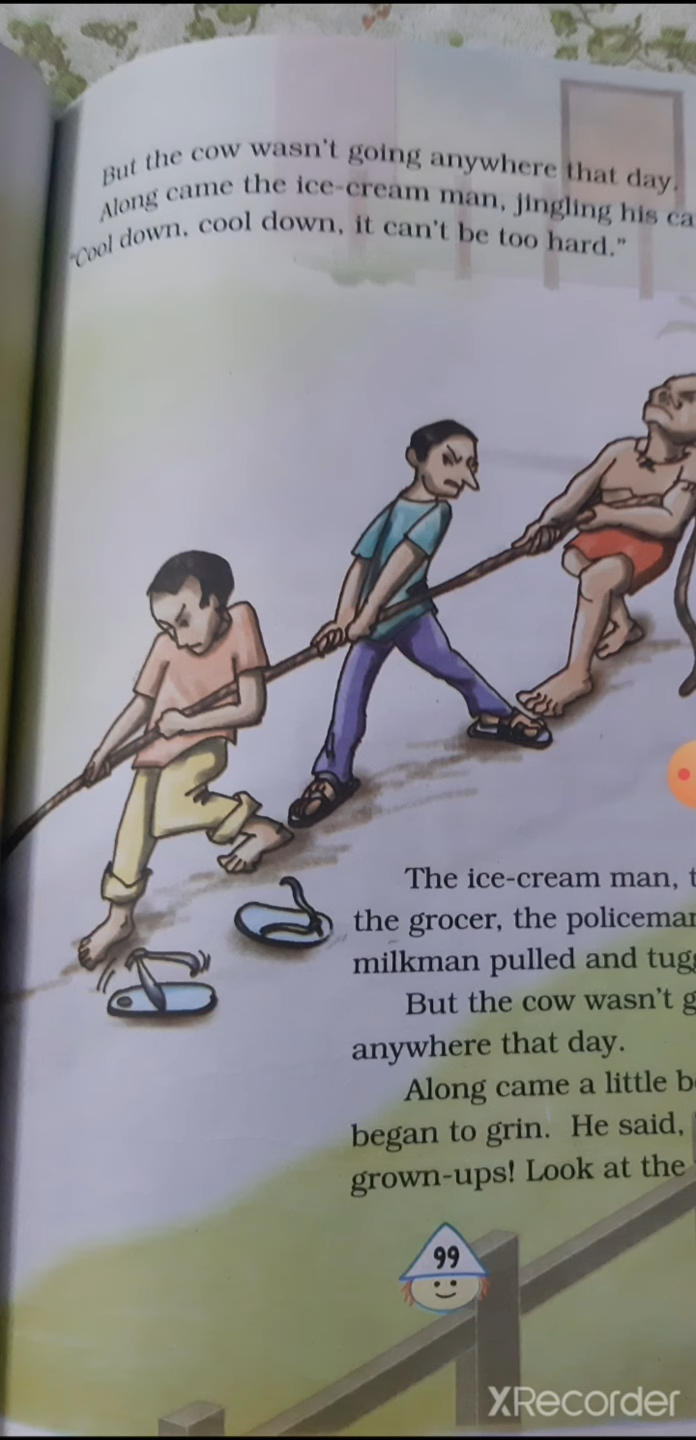 But the cow wasn't going anywhere that day.
Along came the ice-cream man, jingling his
"Cool down, cool down, it can't be too hard."
The ice-cream man,
the grocer, the
milkman pulled and
But the cow wasn't
anywhere that day.
Along came a little
began to grin. He said,
grown-ups! Look at the
99
XRecorder